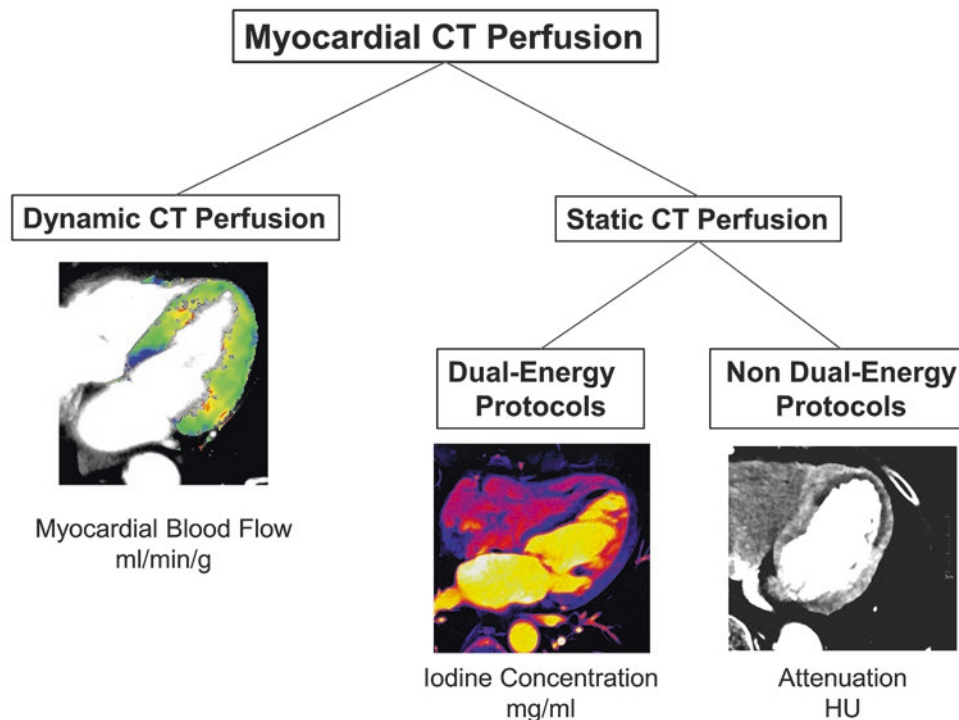 Myocardial CT Perfusion
Dynamic CT Perfusion
Static CT Perfusion
Dual-Energy
Protocols
Non Dual-Energy
Protocols
Myocardial Blood Flow
ml/min/g
Iodine Concentration
mg/ml
Attenuation
HU